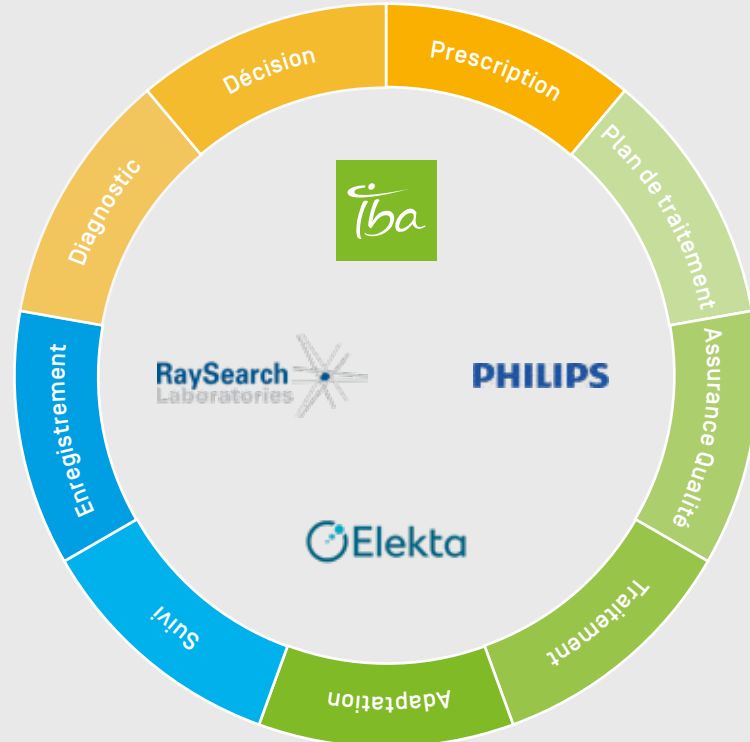 Décision
Prescription
Plan de traitement
Assurance Qualité
Traitement
Adaptation
Suivi
Enregistrement
Diagnostic
iba
RaySearch
Laboratories
PHILIPS
Elekta